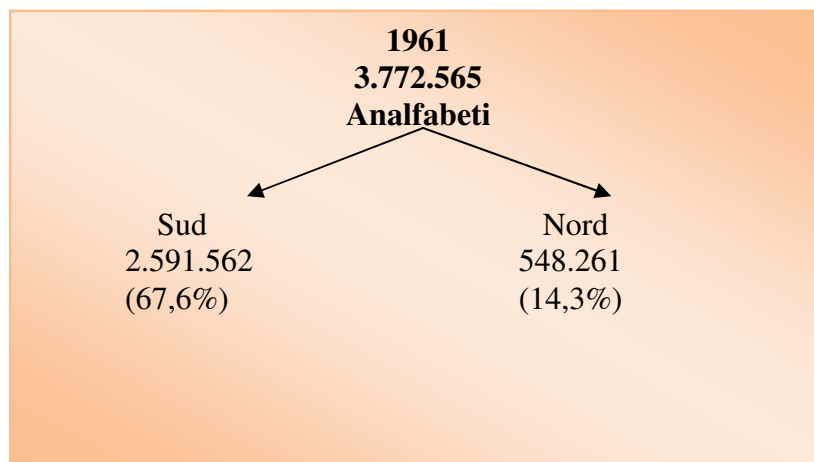 1961
3.772.565
Analfabeti
Sud
2.591.562
(67,6%)
Nord
548.261
(14,3%)